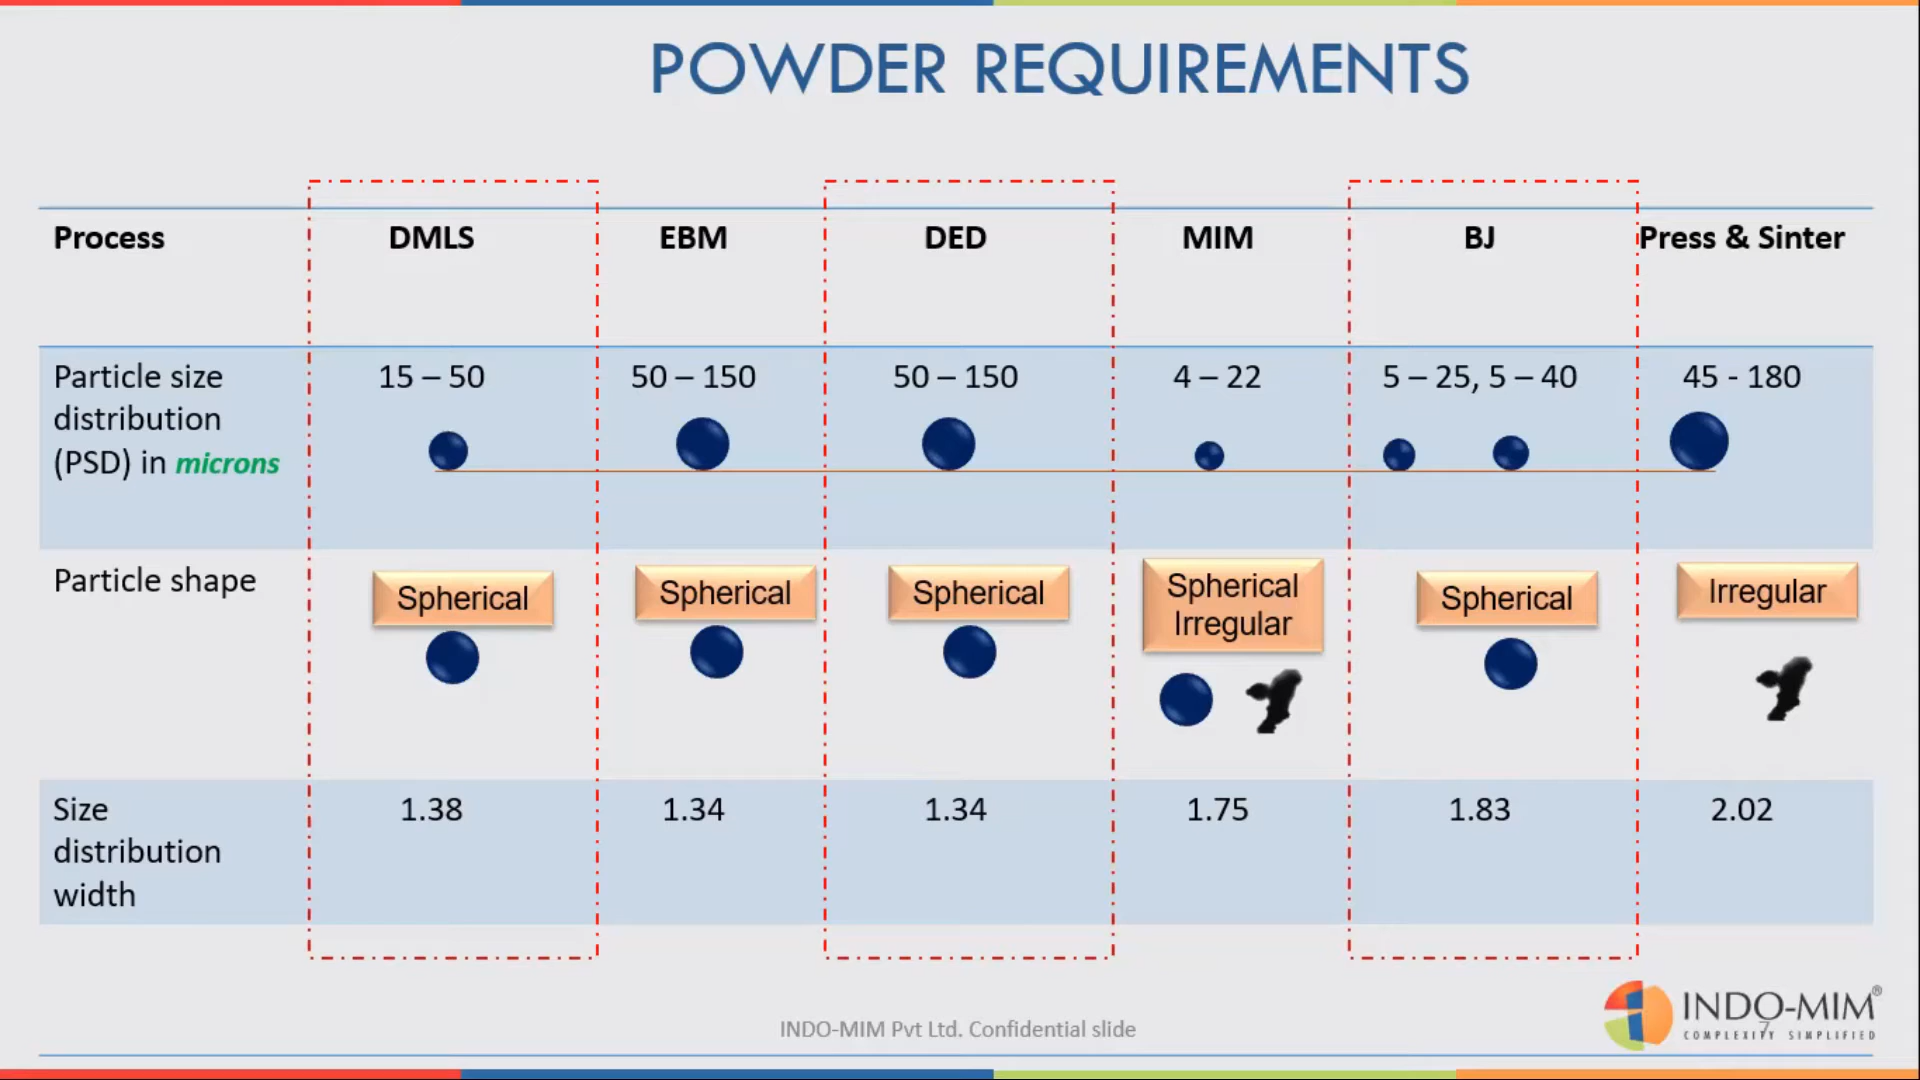 POWDER REQUIREMENTS
Process DMLS EBM DED MIM BJ Press & Sinter
Particle size 15 – 50 50 – 150 50 – 150 4 – 22 5 – 25, 5 – 40 45 - 180
distribution
(PSD) in microns
Particle shape Spherical Spherical Spherical Spherical Spherical Irregular
Irregular
Size 1.38 1.34 1.34 1.75 1.83 2.02
distribution
width
INDO-MIM Pvt Ltd. Confidential slide
INDO-MIM®
7
COMPLEXITY SIMPLIFIED